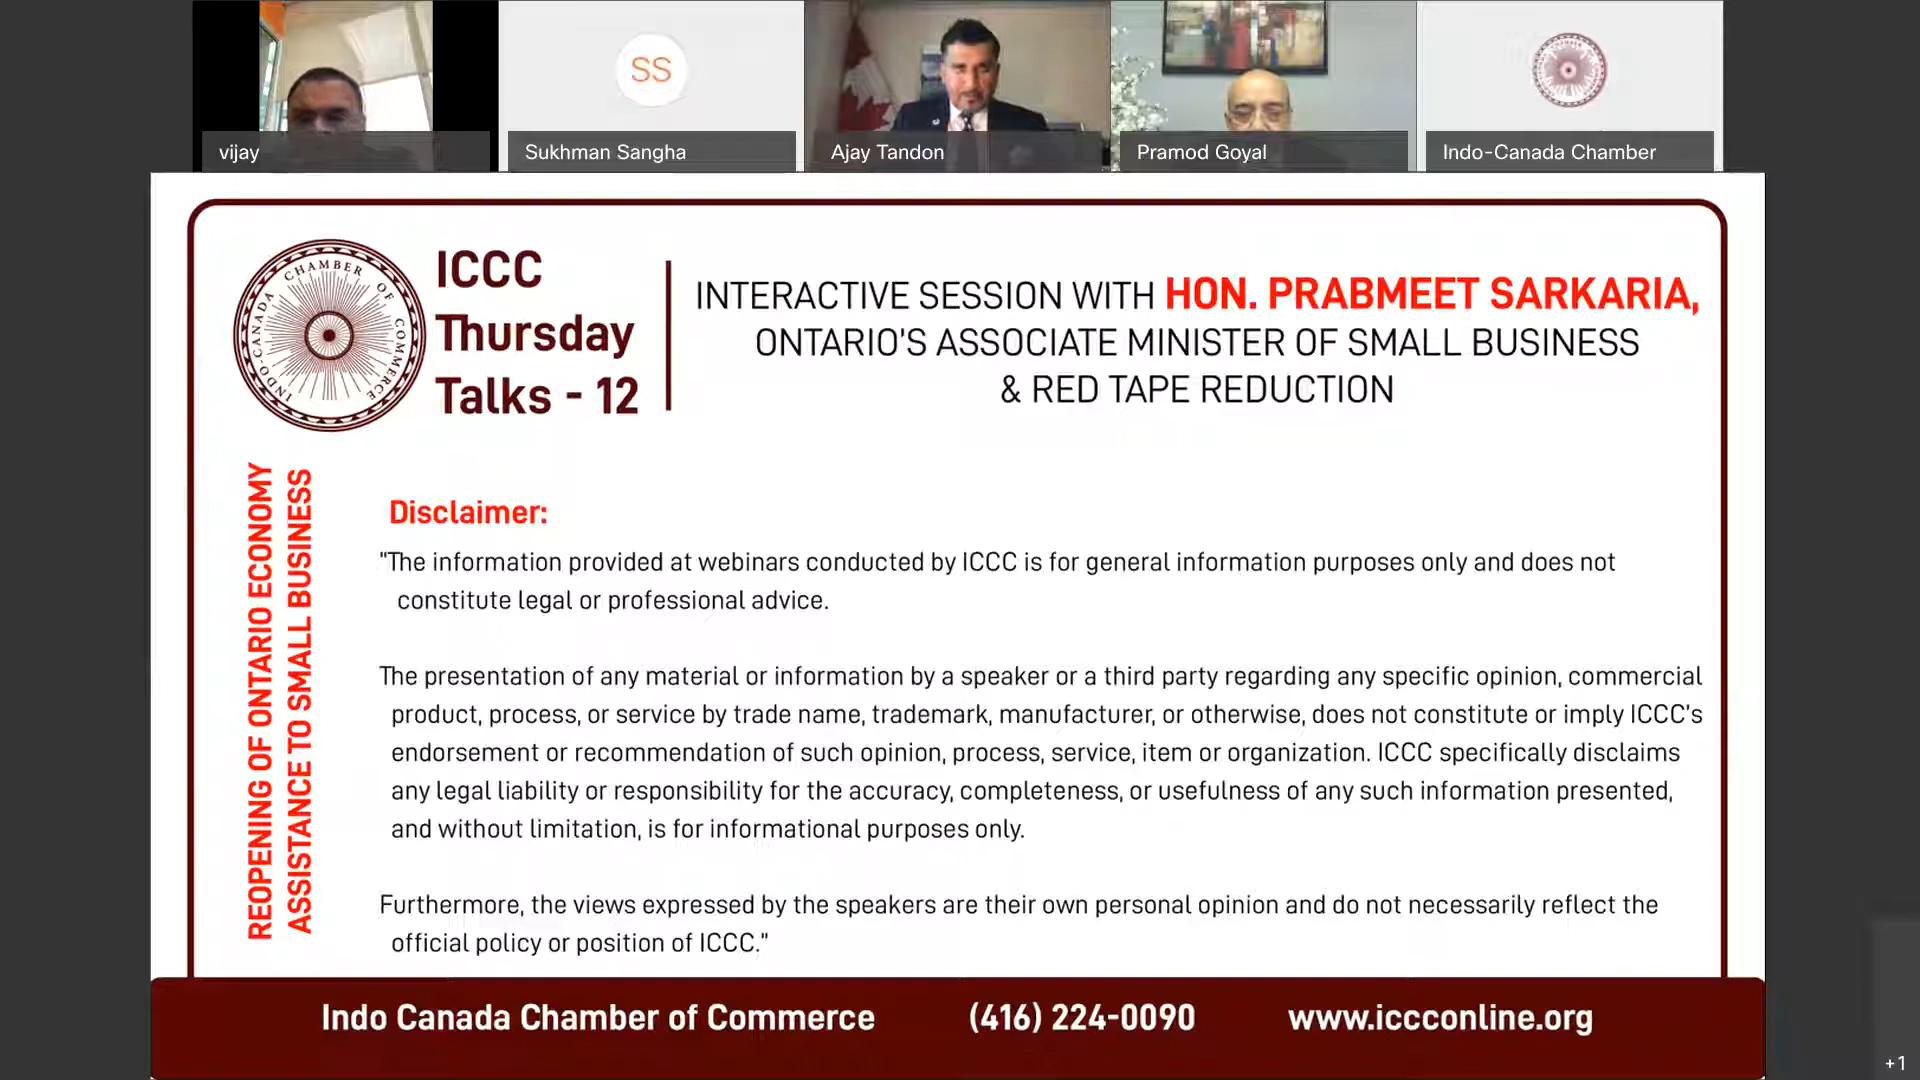 vijay
SS
Sukhman Sangha
Ajay Tandon
Pramod Goyal
Indo-Canada Chamber
INDO-CANADA CHAMBER OF COMMERCE
ICCC
Thursday
Talks - 12
INTERACTIVE SESSION WITH HON. PRABMEET SARKARIA,
ONTARIO'S ASSOCIATE MINISTER OF SMALL BUSINESS
& RED TAPE REDUCTION
REOPENING OF ONTARIO ECONOMY
ASSISTANCE TO SMALL BUSINESS
Disclaimer:
"The information provided at webinars conducted by ICCC is for general information purposes only and does not
constitute legal or professional advice.
The presentation of any material or information by a speaker or a third party regarding any specific opinion, commercial
product, process, or service by trade name, trademark, manufacturer, or otherwise, does not constitute or imply ICCC's
endorsement or recommendation of such opinion, process, service, item or organization. ICCC specifically disclaims
any legal liability or responsibility for the accuracy, completeness, or usefulness of any such information presented,
and without limitation, is for informational purposes only.
Furthermore, the views expressed by the speakers are their own personal opinion and do not necessarily reflect the
official policy or position of ICCC."
Indo Canada Chamber of Commerce
(416) 224-0090
www.iccconline.org
+1